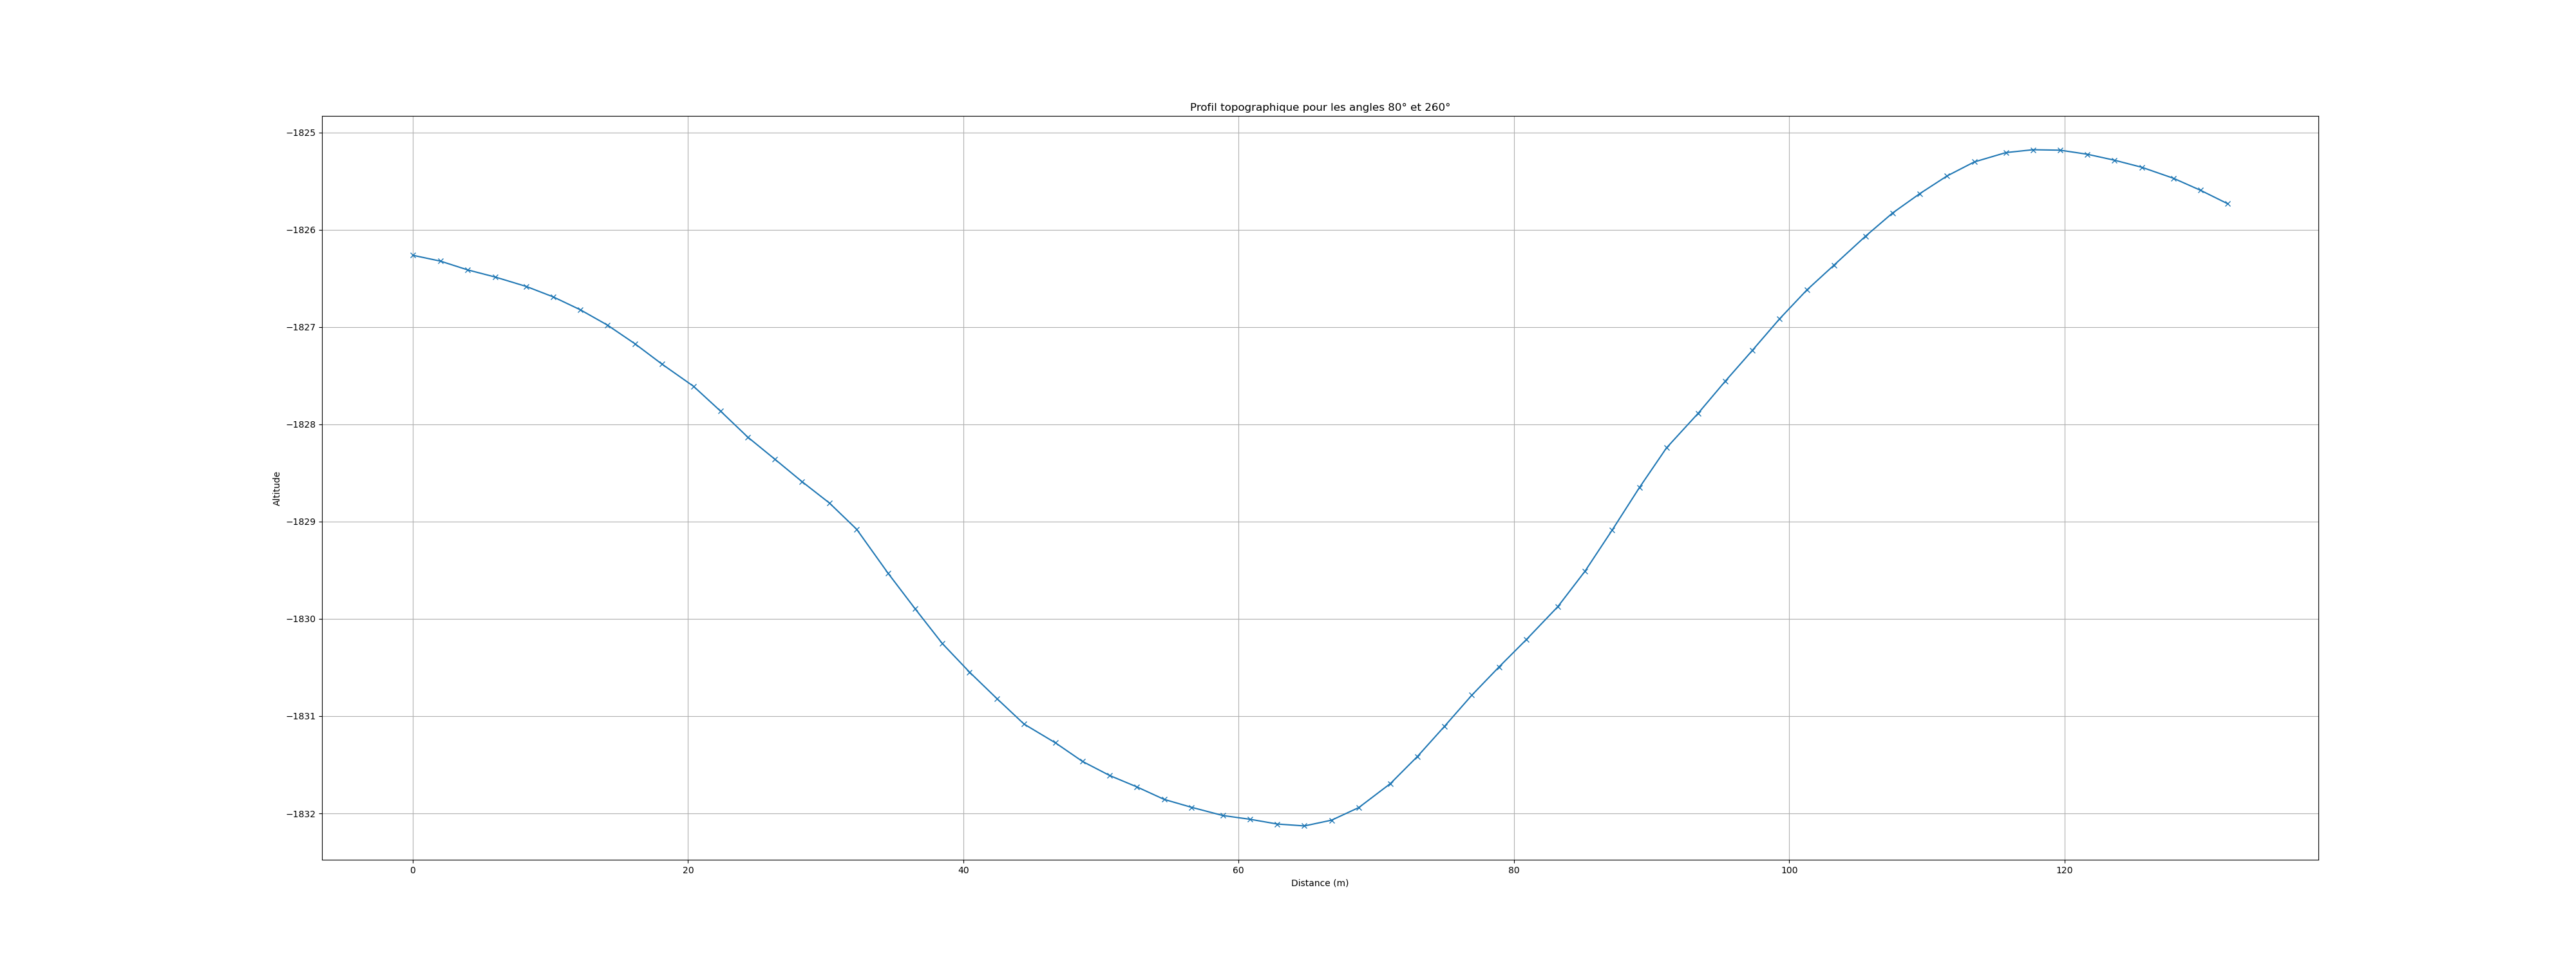 Profil topographique pour les angles 80° et 260°
−1825
−1826
−1827
−1828
−1829
−1830
−1831
−1832
Altitude
0 20 40 60 80 100 120
Distance (m)